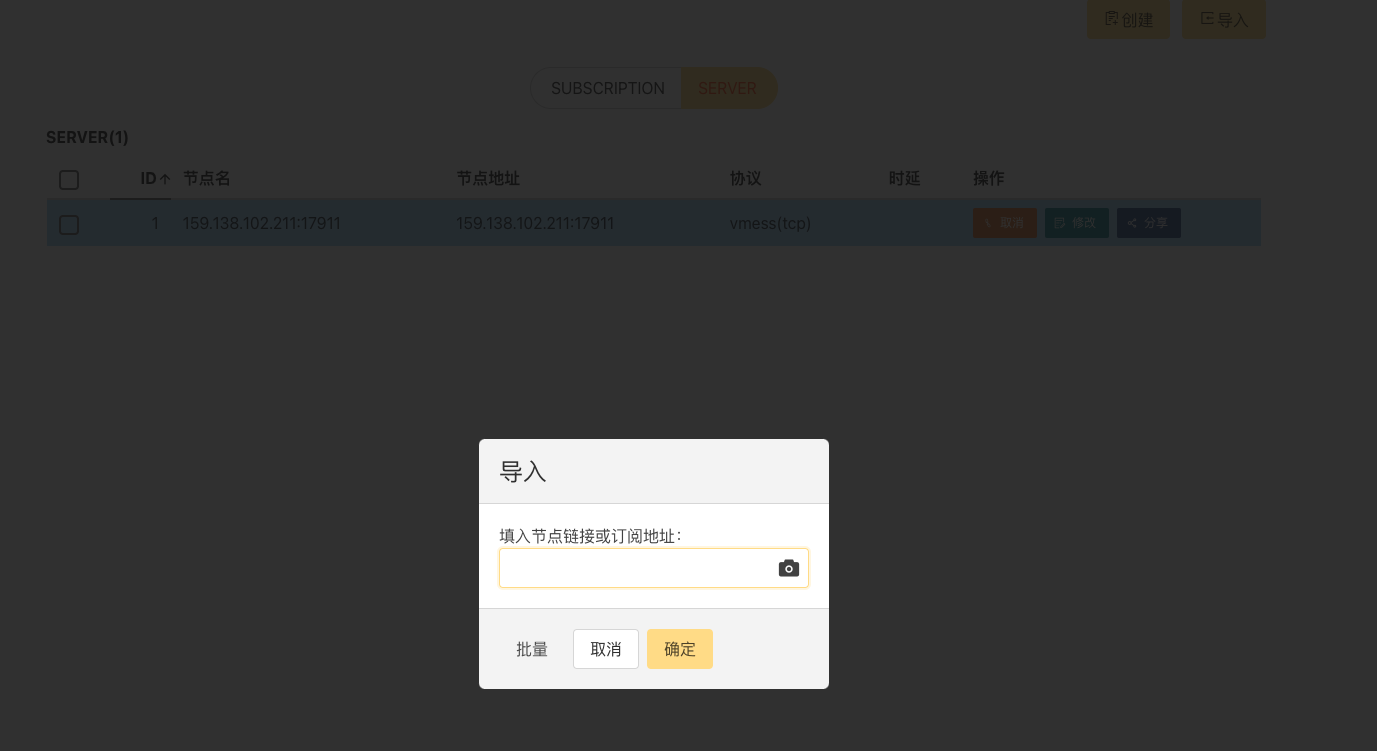 创建 导入
SUBSCRIPTION SERVER
SERVER(1)
ID 节点名 节点地址 协议 时延 操作
1 159.138.102.211:17911 159.138.102.211:17911 vmess(tcp) 取消 修改 分享
导入
填入节点链接或订阅地址:
批量 取消 确定